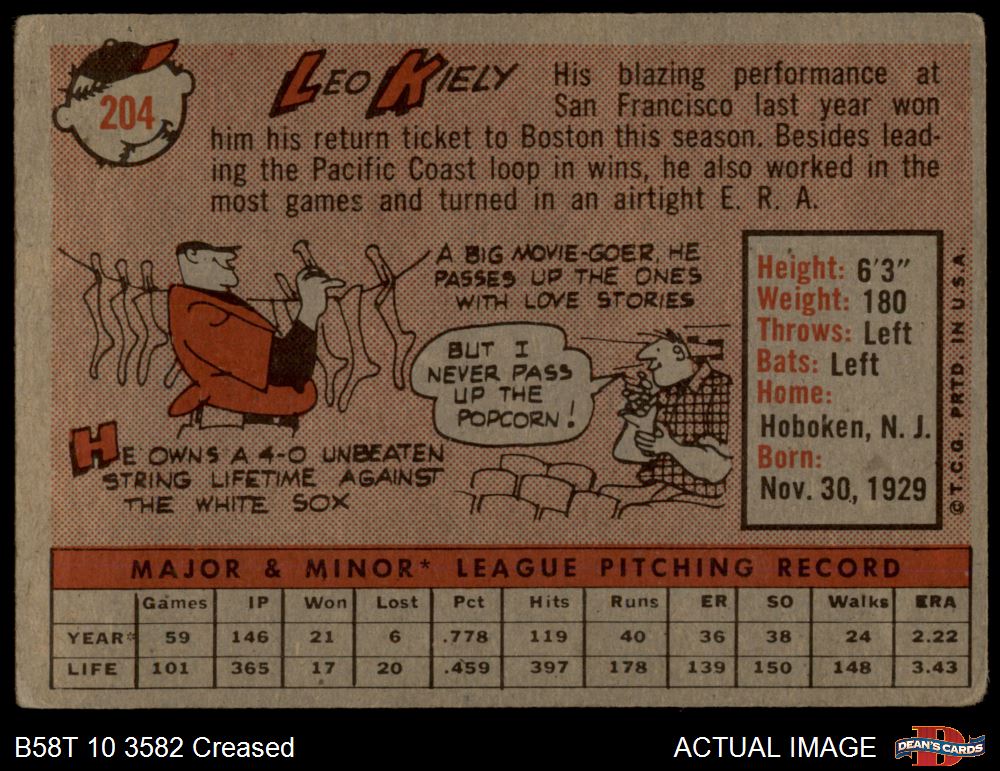 204
LEO KIELY
His blazing performance at
San Francisco last year won
him his return ticket to Boston this season. Besides lead-
ing the Pacific Coast loop in wins, he also worked in the
most games and turned in an airtight E. R. A.
A BIG MOVIE-GOER, HE
PASSES UP THE ONES
WITH LOVE STORIES
BUT I
NEVER PASS
UP THE
POPCORN!
HE OWNS A 4-0 UNBEATEN
STRING LIFETIME AGAINST
THE WHITE SOX
Height: 6'3"
Weight: 180
Throws: Left
Bats: Left
Home:
Hoboken, N. J.
Born:
Nov. 30, 1929
© T.C.G. PRTD. IN U.S.A.
MAJOR & MINOR* LEAGUE PITCHING RECORD
Games IP Won Lost Pct Hits Runs ER SO Walks ERA
YEAR* 59 146 21 6 .778 119 40 36 38 24 2.22
LIFE 101 365 17 20 .459 397 178 139 150 148 3.43
B58T 10 3582 Creased
ACTUAL IMAGE
D
DEAN'S CARDS